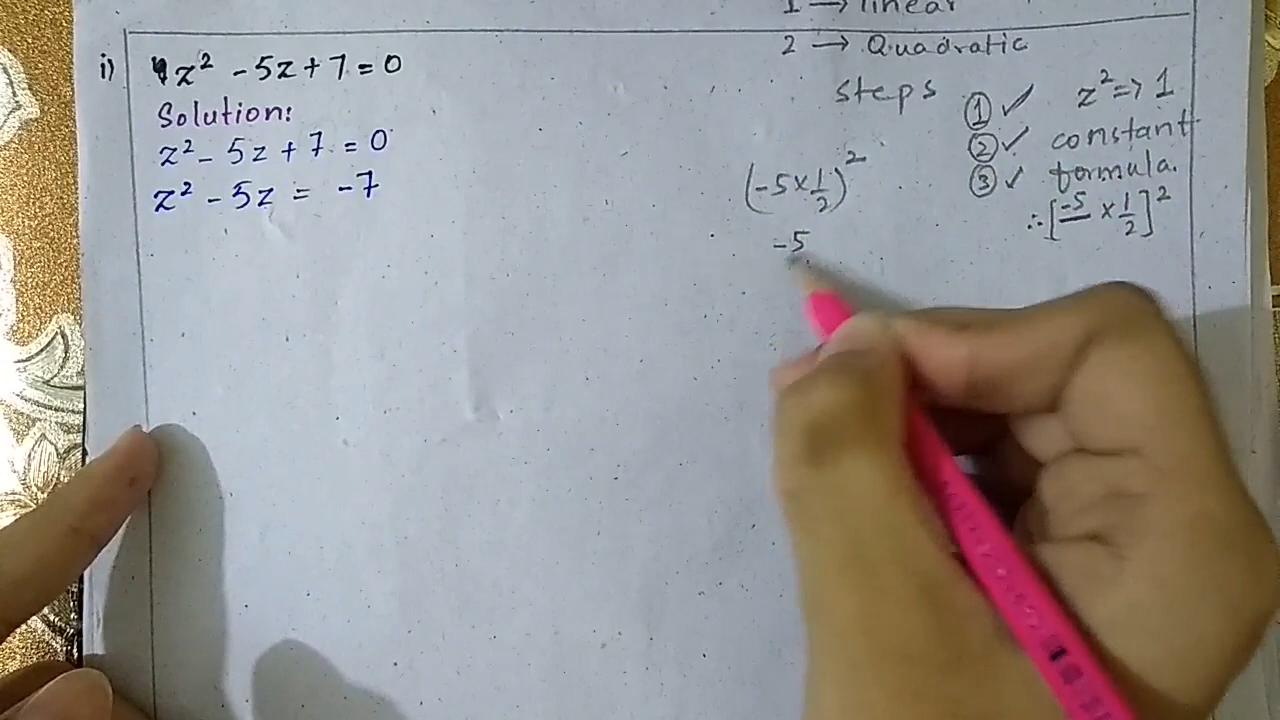 1 → linear
2 → Quadratic
i) z² - 5z + 7 = 0
Solution:
z² - 5z + 7 = 0
z² - 5z = -7
steps
① ✓ z² => 1
② ✓ constant
③ ✓ formula.
∴ [-5 × 1/2]²
(-5 × 1/2)²
-5